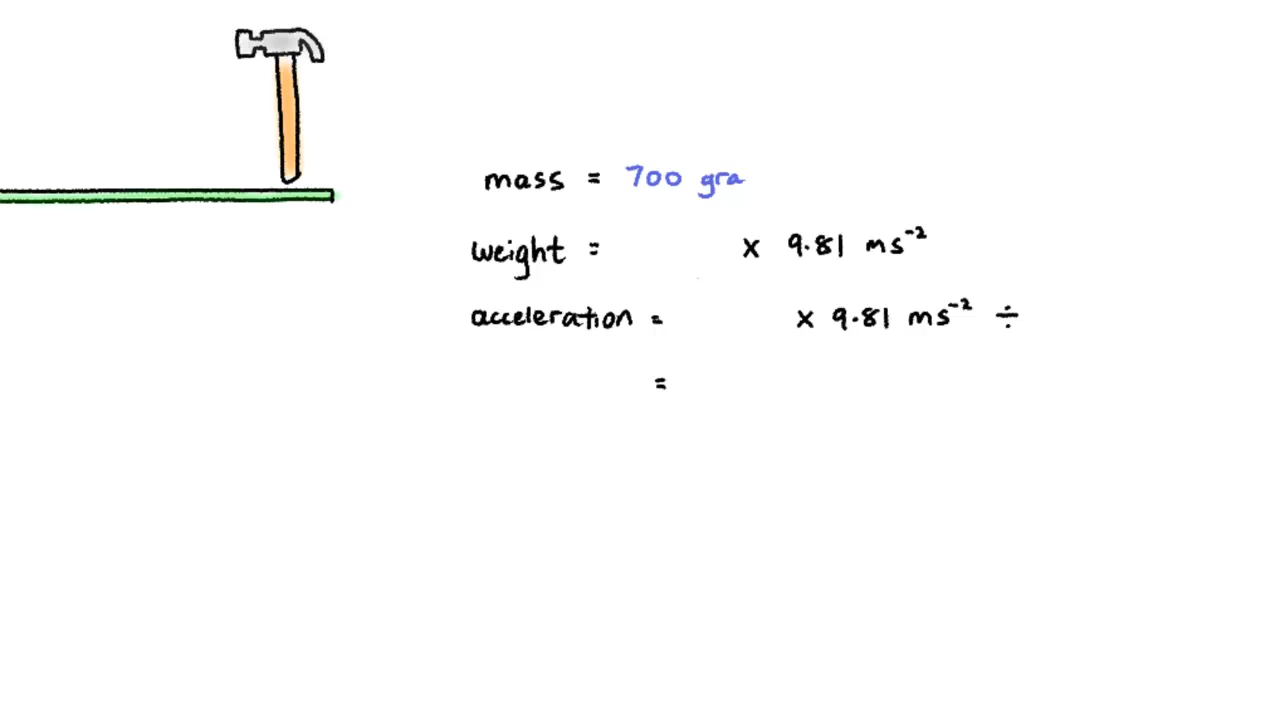 mass = 700 gra
weight = x 9.81 ms⁻²
acceleration = x 9.81 ms⁻² ÷
=